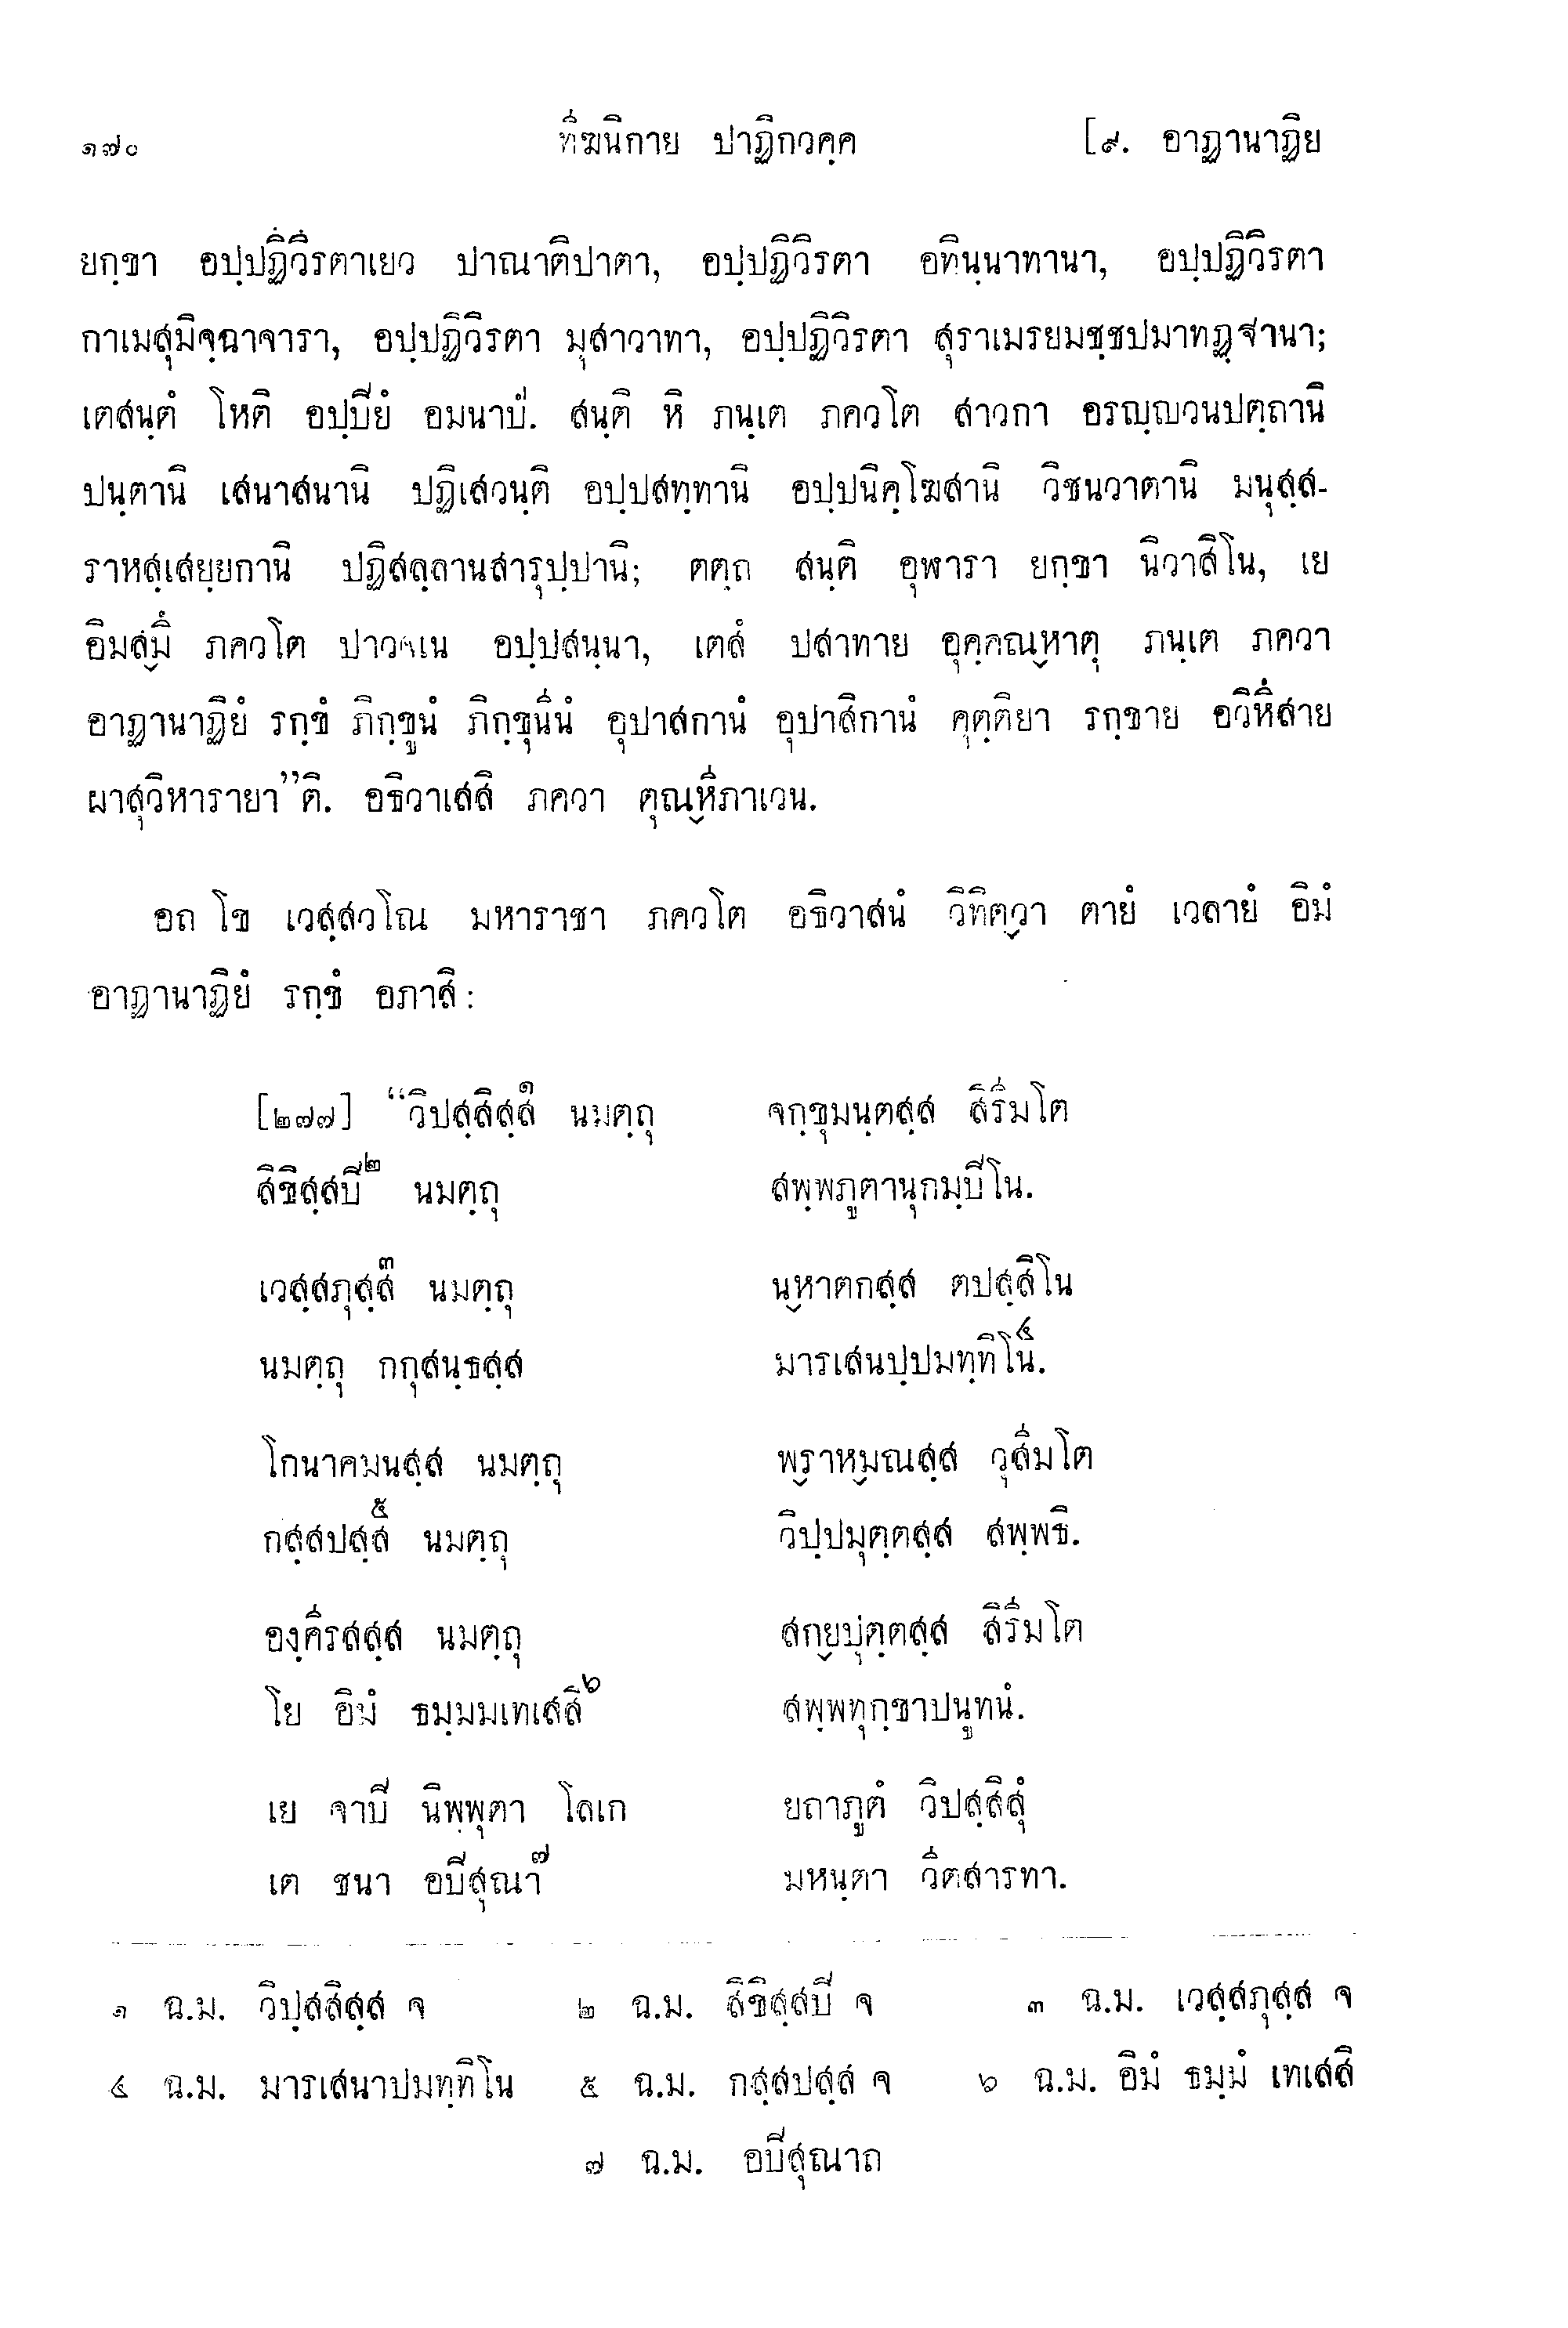 ๑๗๐ ทีฆนิกาย ปาฏิกวคฺค [๙. อาฏานาฏิย
ยกฺขา อปฺปฏิวิรตาเยว ปาณาติปาตา, อปฺปฏิวิรตา อทินฺนาทานา, อปฺปฏิวิรตา
กาเมสุมิจฺฉาจารา, อปฺปฏิวิรตา มุสาวาทา, อปฺปฏิวิรตา สุราเมรยมชฺชปมาทฏฺฐานา;
เตสนฺตํ โหติ อปฺปิยํ อมนาปํ. สนฺติ หิ ภนฺเต ภควโต สาวกา อรญฺญวนปตฺถานิ
ปนฺตานิ เสนาสนานิ ปฏิเสวนฺติ อปฺปสทฺทานิ อปฺปนิคฺโฆสานิ วิชนวาตานิ มนุสฺส-
ราหสฺเสยฺยกานิ ปฏิสลฺลานสารุปฺปานิ; ตตฺถ สนฺติ อุฬารา ยกฺขา นิวาสิโน, เย
อิมสฺมึ ภควโต ปาวจเน อปฺปสนฺนา, เตสํ ปสาทาย อุคฺคณฺหาตุ ภนฺเต ภควา
อาฏานาฏิยํ รกฺขํ ภิกฺขูนํ ภิกฺขุนีนํ อุปาสกานํ อุปาสิกานํ คุตฺติยา รกฺขาย อวิหึสาย
ผาสุวิหารายา”ติ. อธิวาเสสิ ภควา ตุณฺหีภาเวน.
อถ โข เวสฺสวโณ มหาราชา ภควโต อธิวาสนํ วิทิตฺวา ตายํ เวลายํ อิมํ
อาฏานาฏิยํ รกฺขํ อภาสิ:
[๒๗๗] “วิปสฺสิสฺส๑ นมตฺถุ จกฺขุมนฺตสฺส สิรีมโต
สิขิสฺสปิ๒ นมตฺถุ สพฺพภูตานุกมฺปิโน.
เวสฺสภุสฺส๓ นมตฺถุ นฺหาตกสฺส ตปสฺสิโน
นมตฺถุ กกุสนฺธสฺส มารเสนปฺปมทฺทิโน๔.
โกนาคมนสฺส นมตฺถุ พฺราหฺมณสฺส วุสีมโต
กสฺสปสฺส๕ นมตฺถุ วิปฺปมุตฺตสฺส สพฺพธิ.
องฺคีรสสฺส นมตฺถุ สกฺยปุตฺตสฺส สิรีมโต
โย อิมํ ธมฺมมเทเสสิ๖ สพฺพทุกฺขาปนูทนํ.
เย จาปิ นิพฺพุตา โลเก ยถาภูตํ วิปสฺสิสุํ
เต ชนา อปิสุณา๗ มหนฺตา วีตสารทา.
๑ ฉ.ม. วิปฺสสิสฺส จ ๒ ฉ.ม. สิขิสฺสปิ จ ๓ ฉ.ม. เวสฺสภุสฺส จ
๔ ฉ.ม. มารเสนาปมทฺทิโน ๕ ฉ.ม. กสฺสปสฺส จ ๖ ฉ.ม. อิมํ ธมฺมํ เทเสสิ
๗ ฉ.ม. อปิสุณาถ